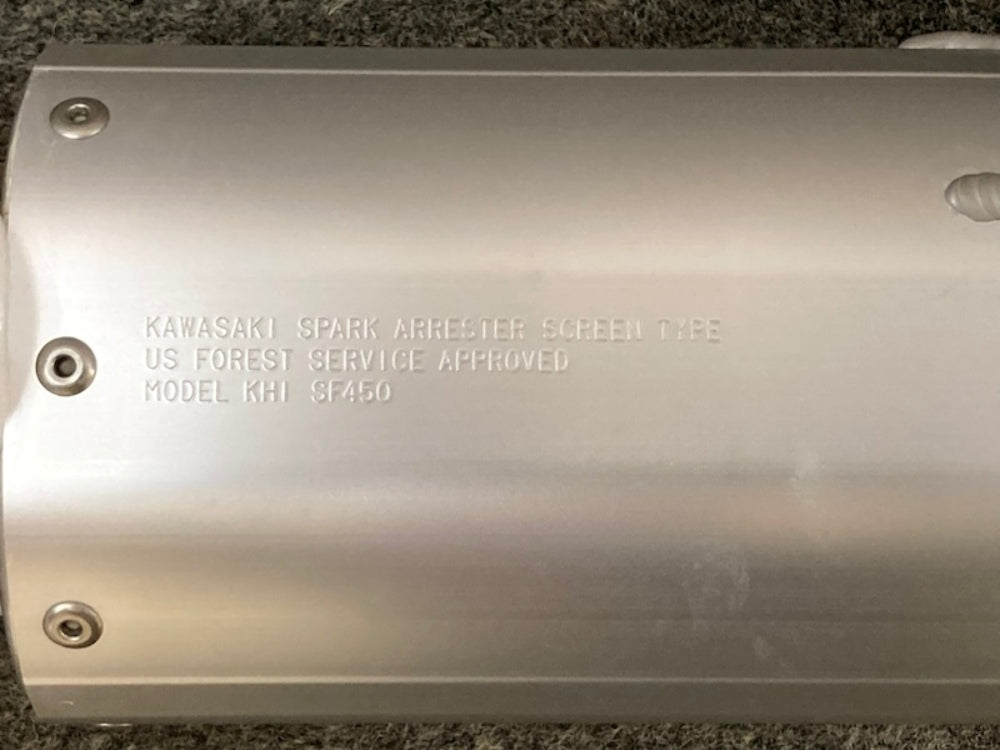 KAWASAKI SPARK ARRESTER SCREEN TYPE
US FOREST SERVICE APPROVED
MODEL KHI SF450